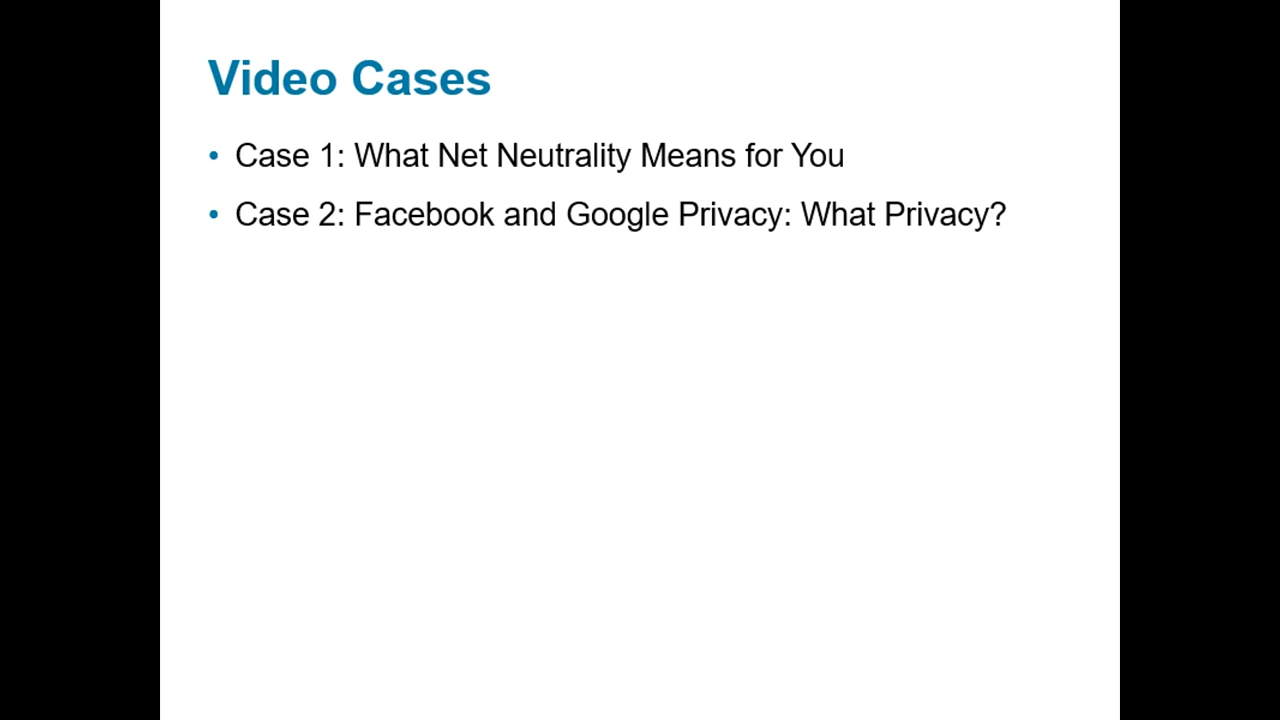 Video Cases
• Case 1: What Net Neutrality Means for You
• Case 2: Facebook and Google Privacy: What Privacy?